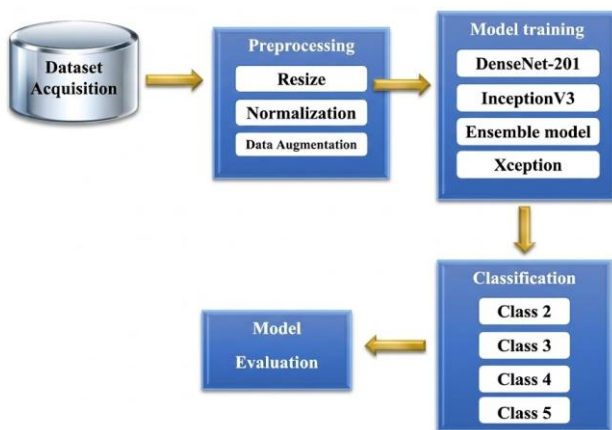 Dataset
Acquisition
Preprocessing
Resize
Normalization
Data Augmentation
Model training
DenseNet-201
InceptionV3
Ensemble model
Xception
Classification
Class 2
Class 3
Class 4
Class 5
Model
Evaluation